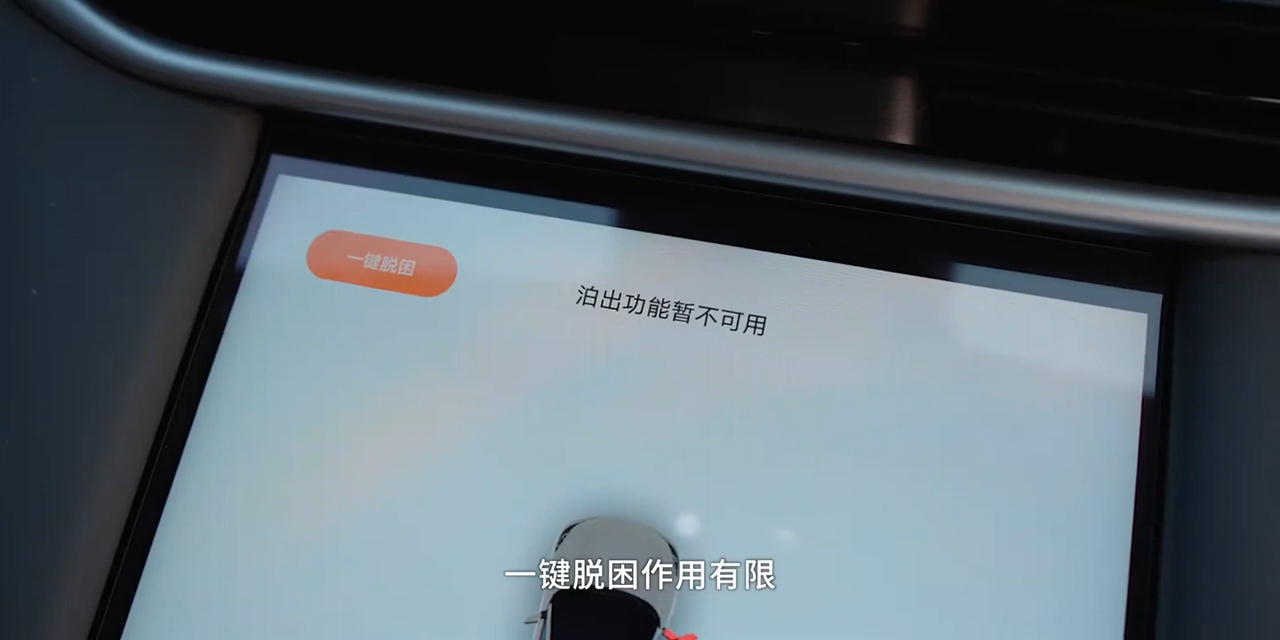 一键脱困
泊出功能暂不可用
一键脱困作用有限